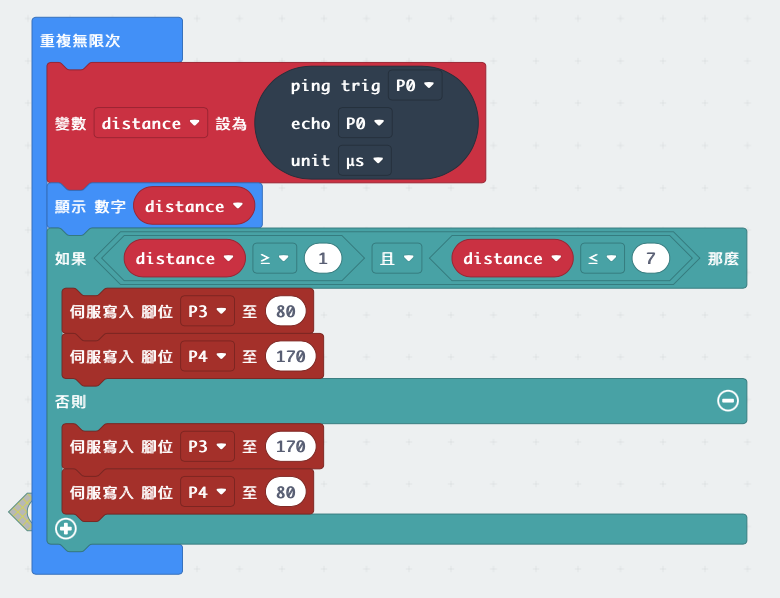 重複無限次
ping trig P0
變數 distance 設為 echo P0
unit µs
顯示 數字 distance
如果 distance ≥ 1 且 distance ≤ 7 那麼
伺服寫入 腳位 P3 至 80
伺服寫入 腳位 P4 至 170
否則
伺服寫入 腳位 P3 至 170
伺服寫入 腳位 P4 至 80